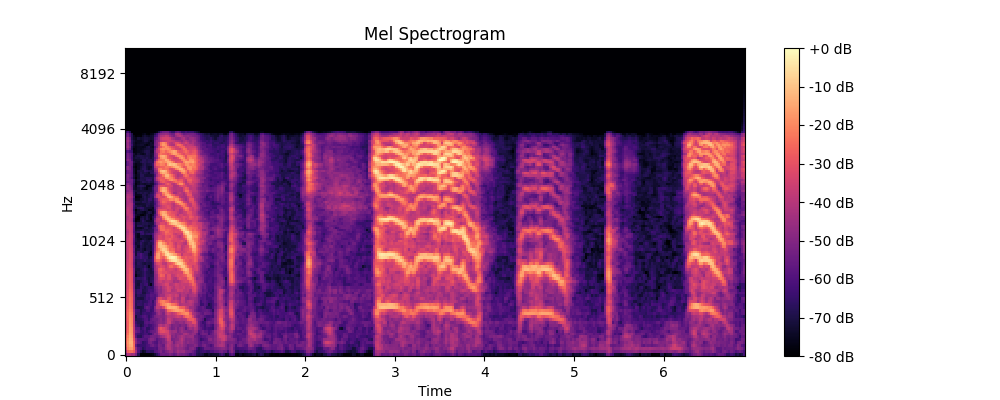 Mel Spectrogram
+0 dB
8192
-10 dB
4096
-20 dB
-30 dB
2048
Hz
-40 dB
1024
-50 dB
-60 dB
512
-70 dB
0
-80 dB
0 1 2 3 4 5 6
Time